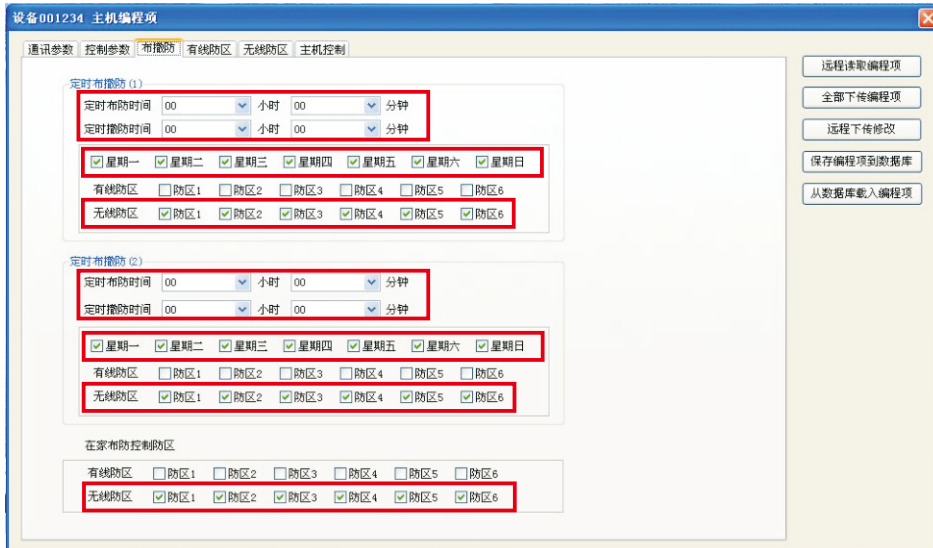 设备001234 主机编程项
通讯参数 控制参数 布撤防 有线防区 无线防区 主机控制
定时布撤防(1)
定时布防时间 00 小时 00 分钟
定时撤防时间 00 小时 00 分钟
星期一 星期二 星期三 星期四 星期五 星期六 星期日
有线防区 防区1 防区2 防区3 防区4 防区5 防区6
无线防区 防区1 防区2 防区3 防区4 防区5 防区6
定时布撤防(2)
定时布防时间 00 小时 00 分钟
定时撤防时间 00 小时 00 分钟
星期一 星期二 星期三 星期四 星期五 星期六 星期日
有线防区 防区1 防区2 防区3 防区4 防区5 防区6
无线防区 防区1 防区2 防区3 防区4 防区5 防区6
在家布防控制防区
有线防区 防区1 防区2 防区3 防区4 防区5 防区6
无线防区 防区1 防区2 防区3 防区4 防区5 防区6
远程读取编程项
全部下传编程项
远程下传修改
保存编程项到数据库
从数据库载入编程项